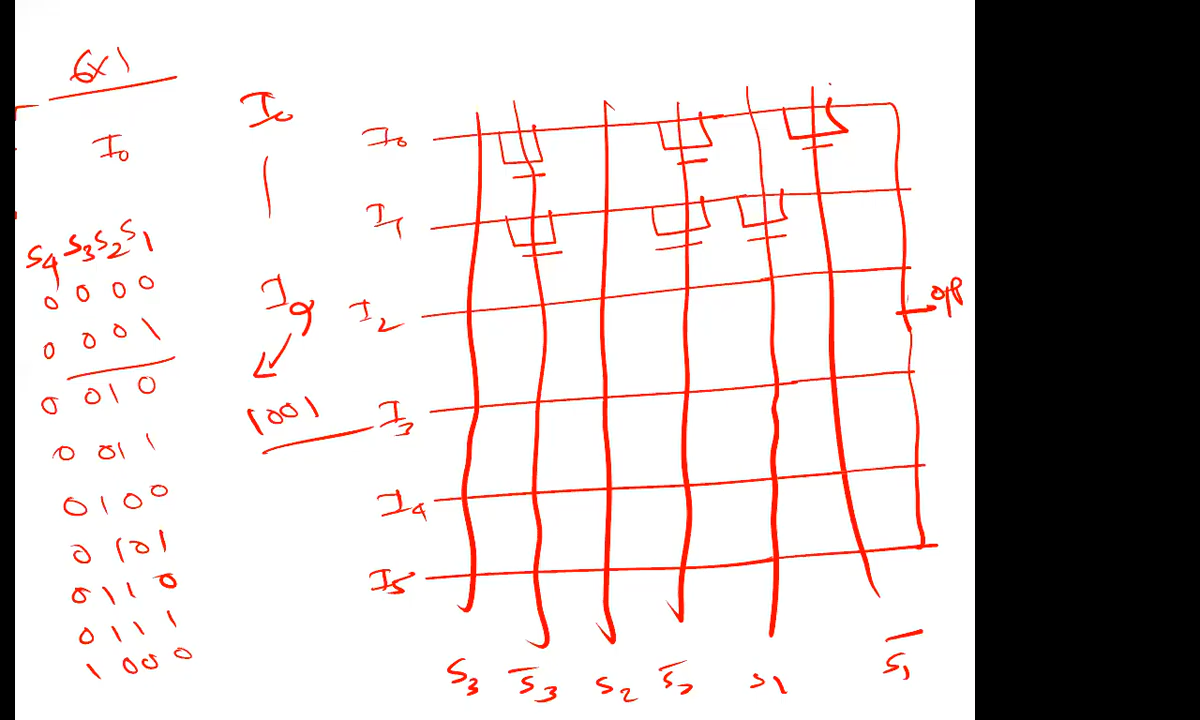 6x1
I0
S4 S3 S2 S1
0 0 0 0
0 0 0 1
0 0 1 0
0 0 1 1
0 1 0 0
0 1 0 1
0 1 1 0
0 1 1 1
1 0 0 0
I0
|
I9
1001
I0
I1
I2
I3
I4
I5
o/p
S3 S̅3 S2 S̅2 S1 S̅1